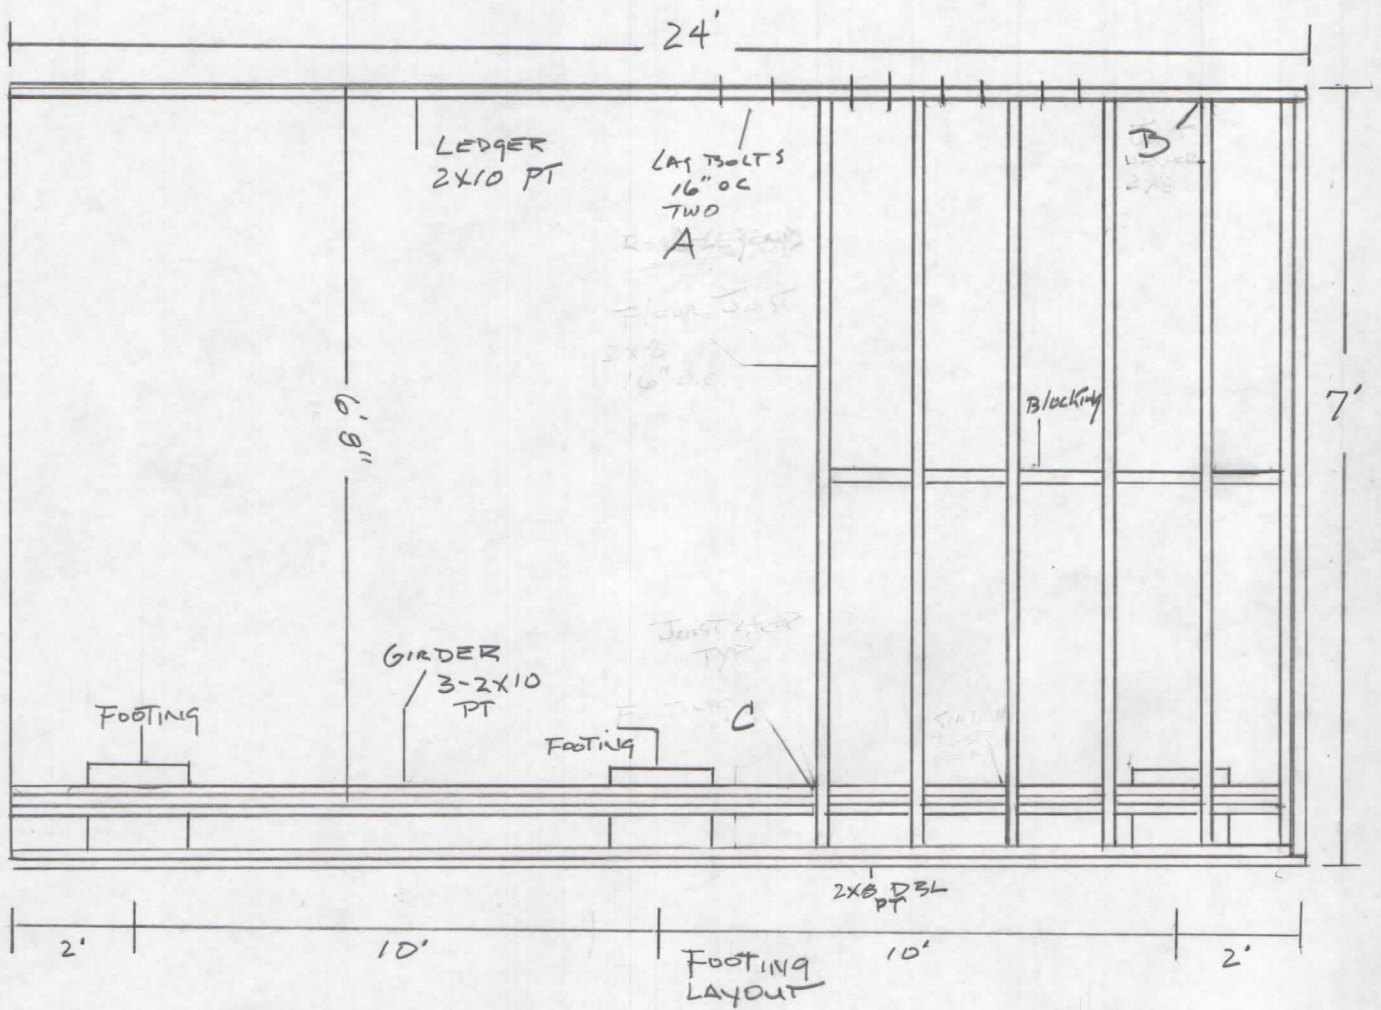 24'
LEDGER
2X10 PT
LAG BOLTS
16" OC
TWO
A
B
6'8"
Blocking
7'
GIRDER
3-2X10
PT
FOOTING
FOOTING
C
2X8 DBL
PT
2'
10'
10'
2'
FOOTING
LAYOUT